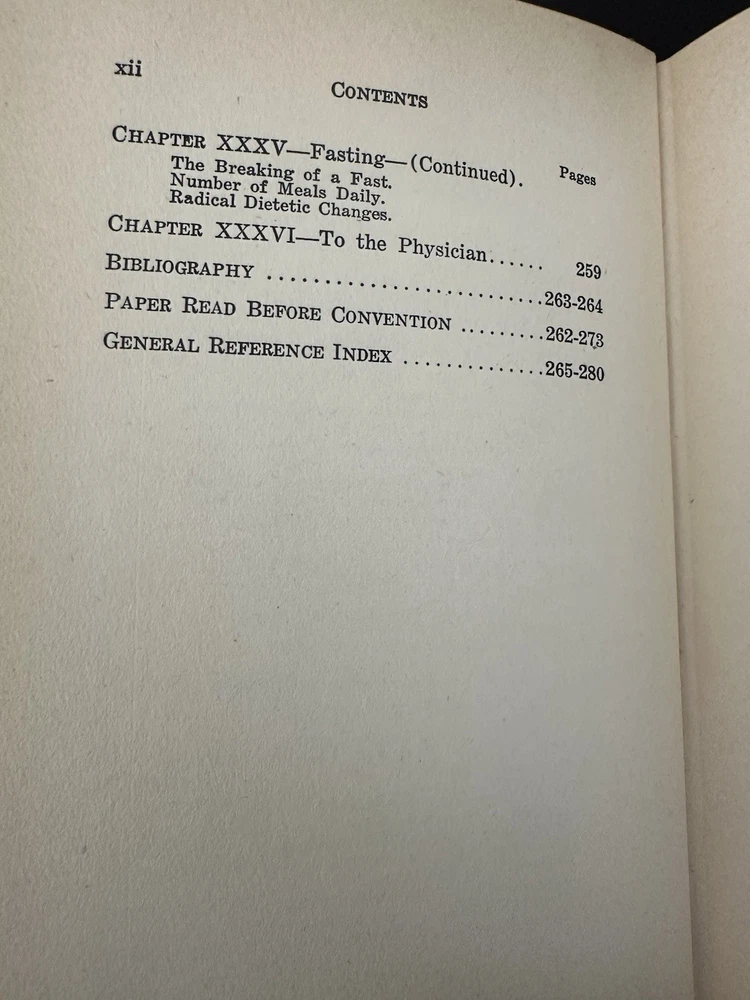 xii
CONTENTS
CHAPTER XXXV—Fasting—(Continued). Pages
The Breaking of a Fast.
Number of Meals Daily.
Radical Dietetic Changes.
CHAPTER XXXVI—To the Physician...... 259
BIBLIOGRAPHY ........................263-264
PAPER READ BEFORE CONVENTION .........262-273
GENERAL REFERENCE INDEX ..............265-280